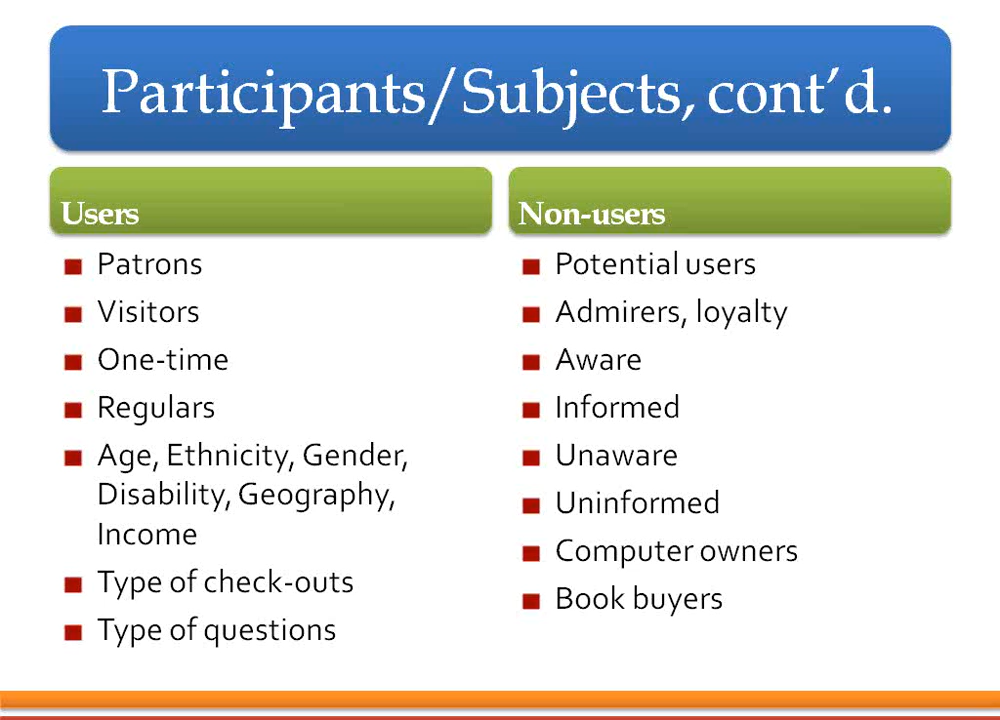 Participants/Subjects, cont’d.
Users
Patrons
Visitors
One-time
Regulars
Age, Ethnicity, Gender,
Disability, Geography,
Income
Type of check-outs
Type of questions
Non-users
Potential users
Admirers, loyalty
Aware
Informed
Unaware
Uninformed
Computer owners
Book buyers